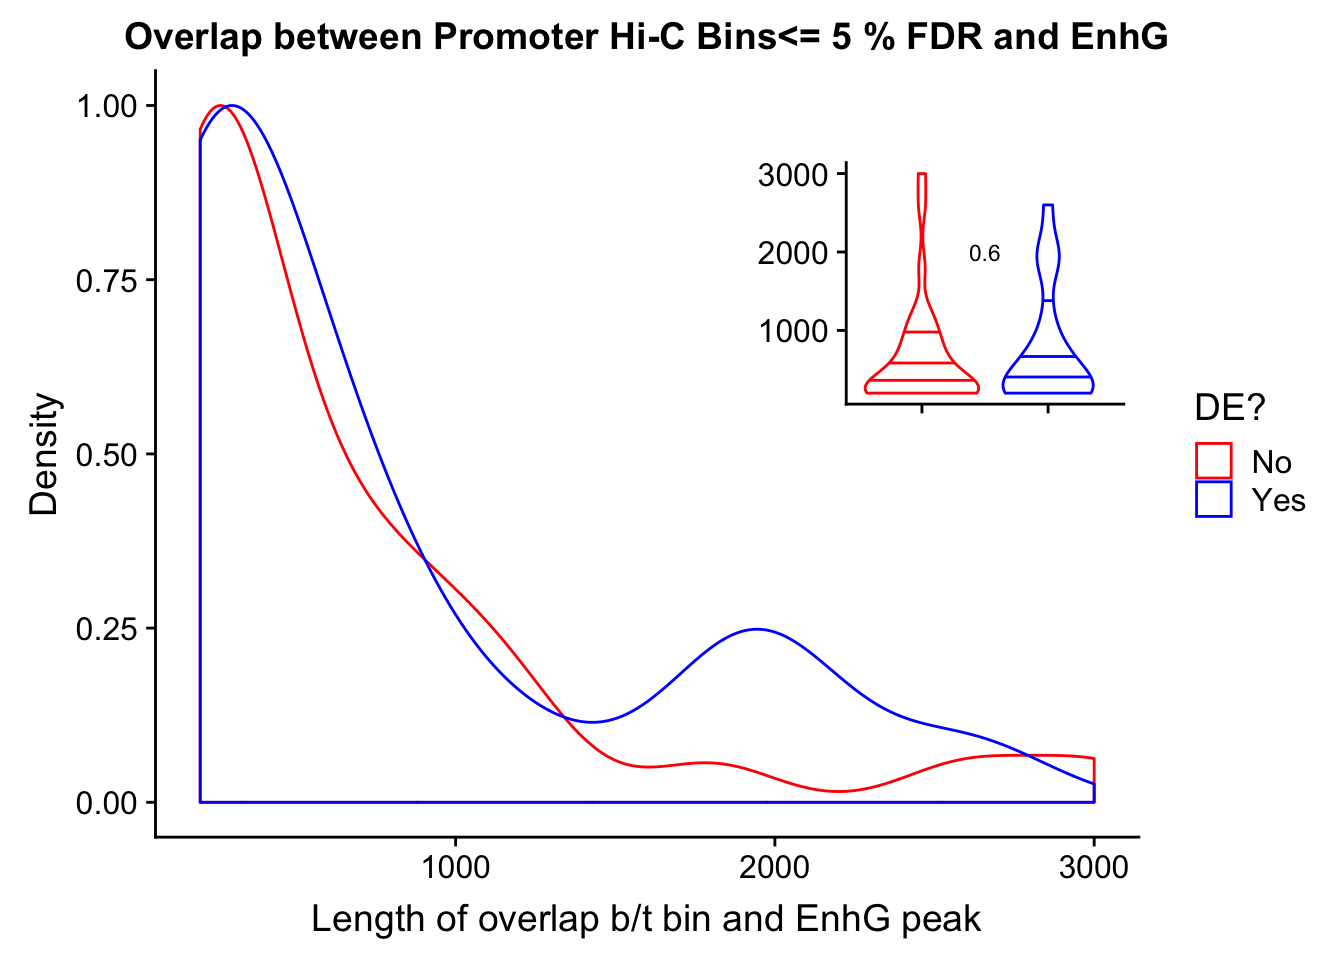 Overlap between Promoter Hi-C Bins<= 5 % FDR and EnhG
Density
1.00
0.75
0.50
0.25
0.00
1000
2000
3000
Length of overlap b/t bin and EnhG peak
3000
2000
1000
0.6
DE?
No
Yes